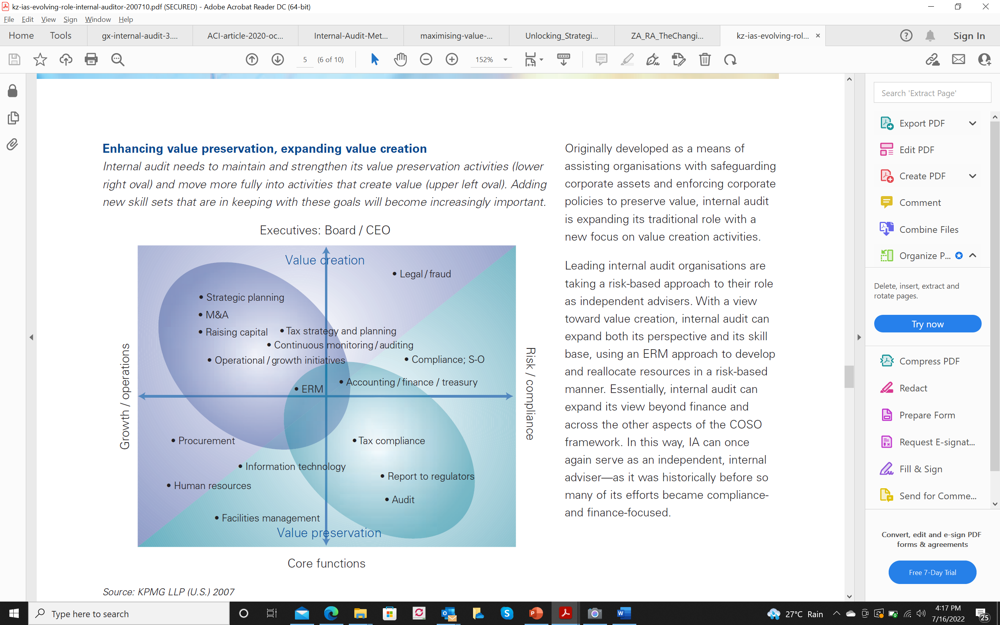 kz-ias-evolving-role-internal-auditor-200710.pdf (SECURED) - Adobe Acrobat Reader DC (64-bit)
File Edit View Sign Window Help
Home Tools gx-internal-audit-3.... ACI-article-2020-oc... Internal-Audit-Met... maximising-value-... Unlocking_Strategi... ZA_RA_TheChangi... kz-ias-evolving-rol... × Sign In
5 (6 of 10) 152%
Enhancing value preservation, expanding value creation
Internal audit needs to maintain and strengthen its value preservation activities (lower
right oval) and move more fully into activities that create value (upper left oval). Adding
new skill sets that are in keeping with these goals will become increasingly important.
Executives: Board / CEO
Value creation
• Legal / fraud
• Strategic planning
• M&A
• Raising capital
• Tax strategy and planning
• Continuous monitoring / auditing
• Operational / growth initiatives
• Compliance; S-O
• Accounting / finance / treasury
• ERM
Growth / operations
Risk / compliance
• Procurement
• Tax compliance
• Information technology
• Report to regulators
• Human resources
• Audit
• Facilities management
Value preservation
Core functions
Source: KPMG LLP (U.S.) 2007
Originally developed as a means of
assisting organisations with safeguarding
corporate assets and enforcing corporate
policies to preserve value, internal audit
is expanding its traditional role with a
new focus on value creation activities.
Leading internal audit organisations are
taking a risk-based approach to their role
as independent advisers. With a view
toward value creation, internal audit can
expand both its perspective and its skill
base, using an ERM approach to develop
and reallocate resources in a risk-based
manner. Essentially, internal audit can
expand its view beyond finance and
across the other aspects of the COSO
framework. In this way, IA can once
again serve as an independent, internal
adviser—as it was historically before so
many of its efforts became compliance-
and finance-focused.
Search 'Extract Page'
Export PDF
Edit PDF
Create PDF
Comment
Combine Files
Organize P...
Delete, insert, extract and
rotate pages.
Try now
Compress PDF
Redact
Prepare Form
Request E-signat...
Fill & Sign
Send for Comme...
Convert, edit and e-sign PDF
forms & agreements
Free 7-Day Trial
Type here to search
27°C Rain
4:17 PM
7/16/2022
25